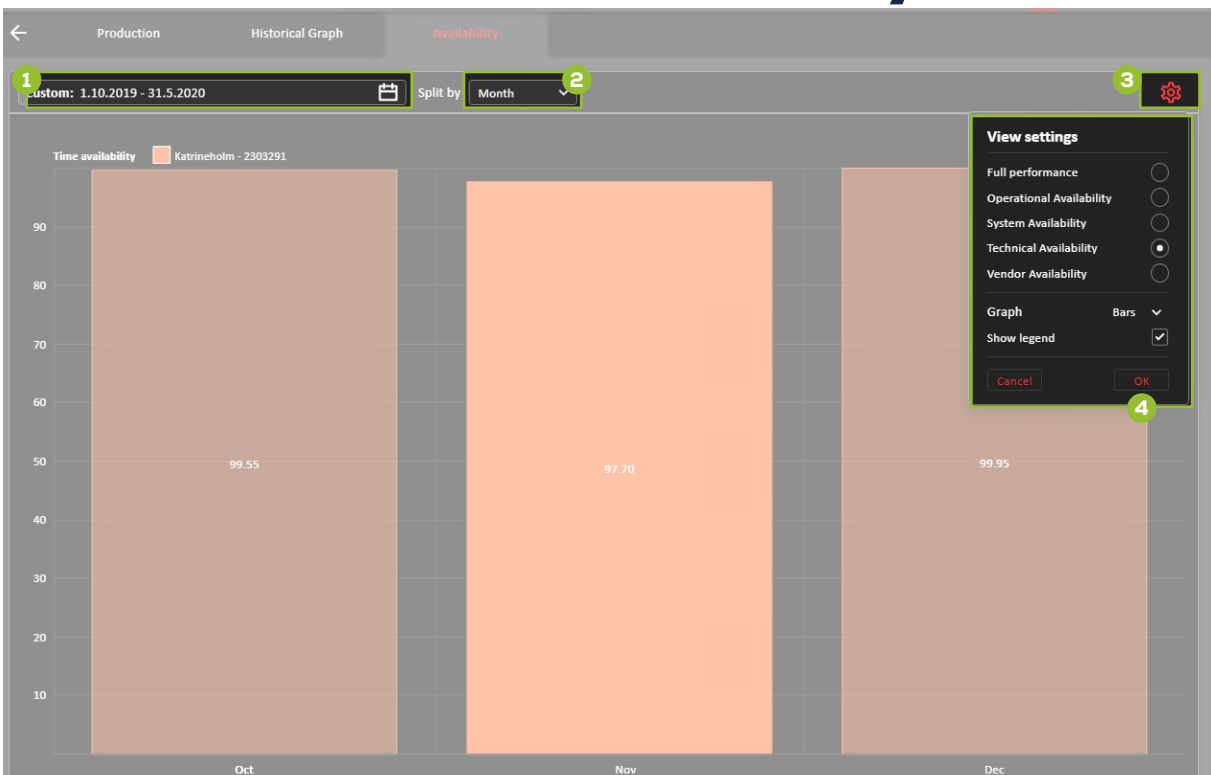 Production Historical Graph Availability
1 2 3
Custom: 1.10.2019 - 31.5.2020 Split by Month
View settings
Time availability Katrineholm - 2303291
Full performance
Operational Availability
System Availability
Technical Availability
Vendor Availability
Graph Bars
Show legend
Cancel OK
4
90
80
70
60
50
40
30
20
10
99.55 97.70 99.95
Oct Nov Dec